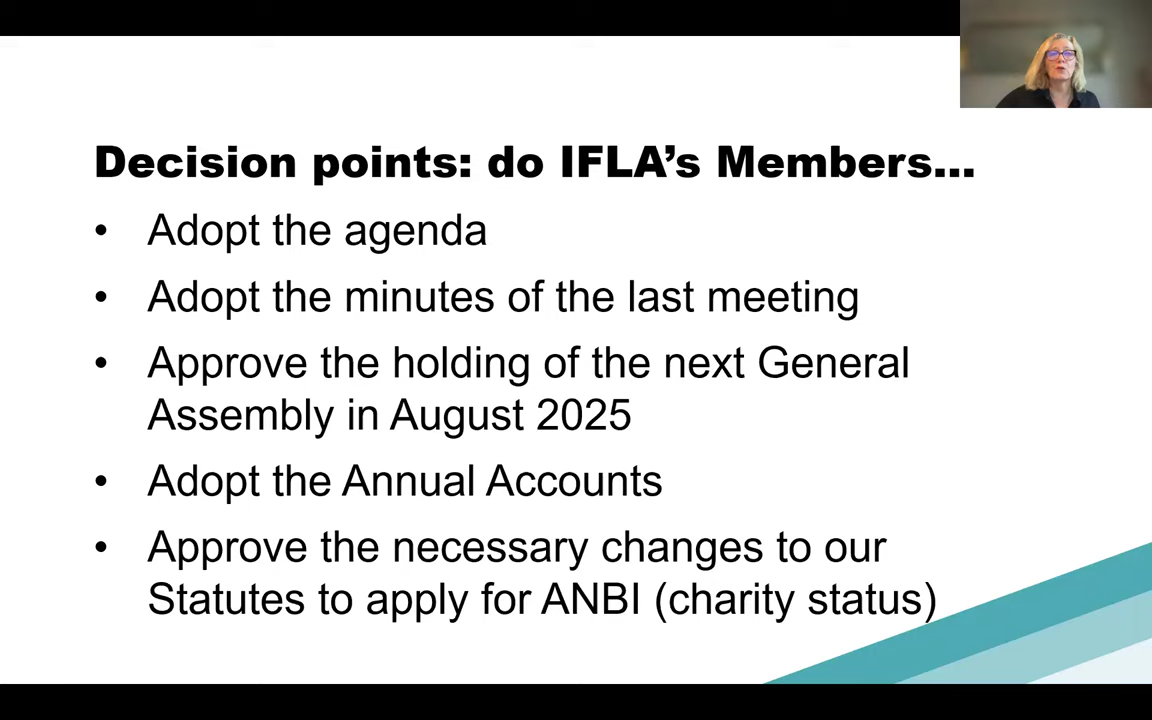 Decision points: do IFLA’s Members...
• Adopt the agenda
• Adopt the minutes of the last meeting
• Approve the holding of the next General
Assembly in August 2025
• Adopt the Annual Accounts
• Approve the necessary changes to our
Statutes to apply for ANBI (charity status)